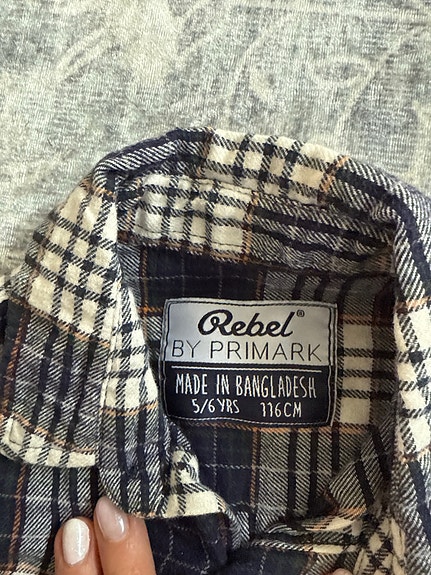 Rebel®
BY PRIMARK
MADE IN BANGLADESH
5/6 YRS 116CM